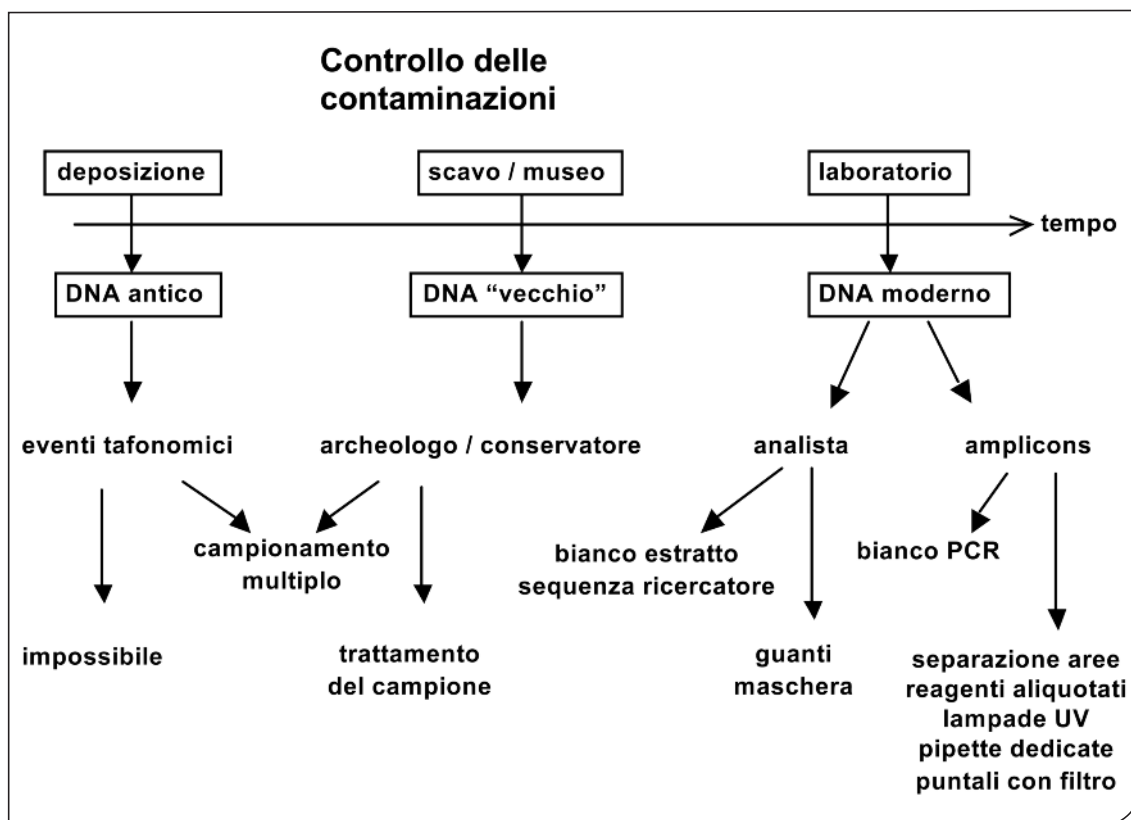 Controllo delle
contaminazioni
deposizione
scavo / museo
laboratorio
tempo
DNA antico
DNA “vecchio”
DNA moderno
eventi tafonomici
archeologo / conservatore
analista
amplicons
campionamento
multiplo
bianco estratto
sequenza ricercatore
bianco PCR
impossibile
trattamento
del campione
guanti
maschera
separazione aree
reagenti aliquotati
lampade UV
pipette dedicate
puntali con filtro